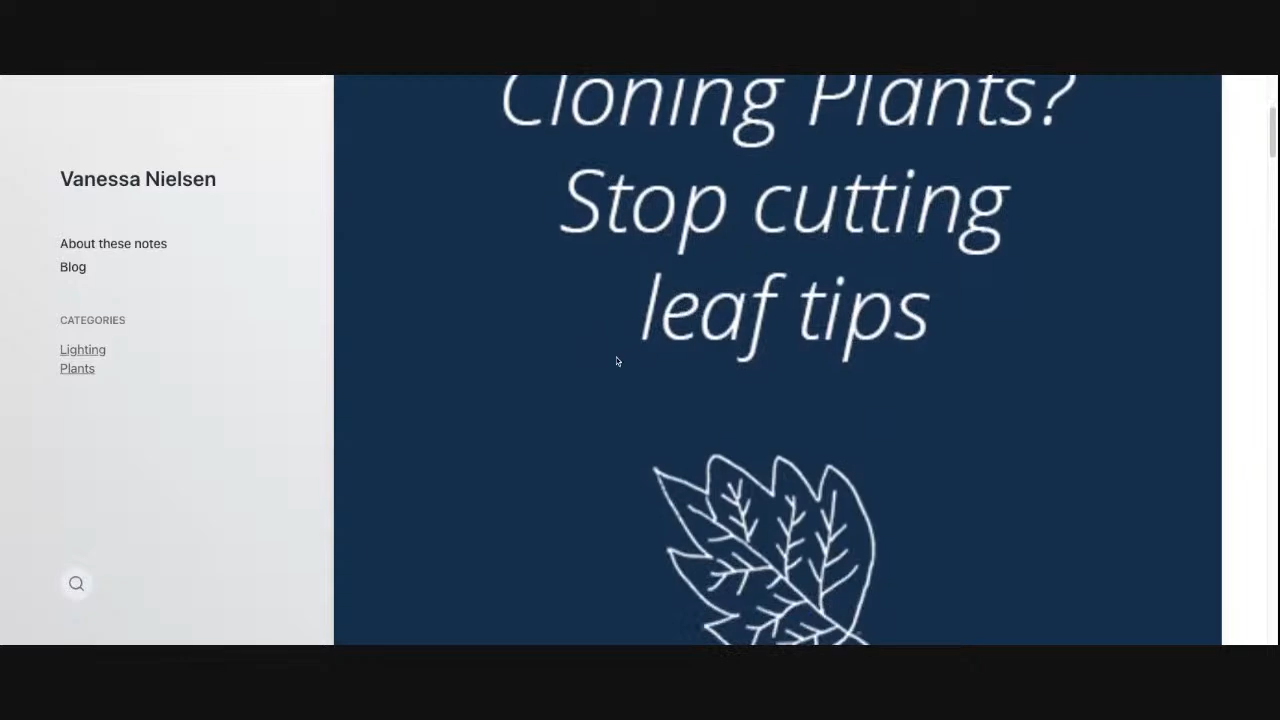 Vanessa Nielsen
About these notes
Blog
CATEGORIES
Lighting
Plants
Cloning Plants?
Stop cutting
leaf tips